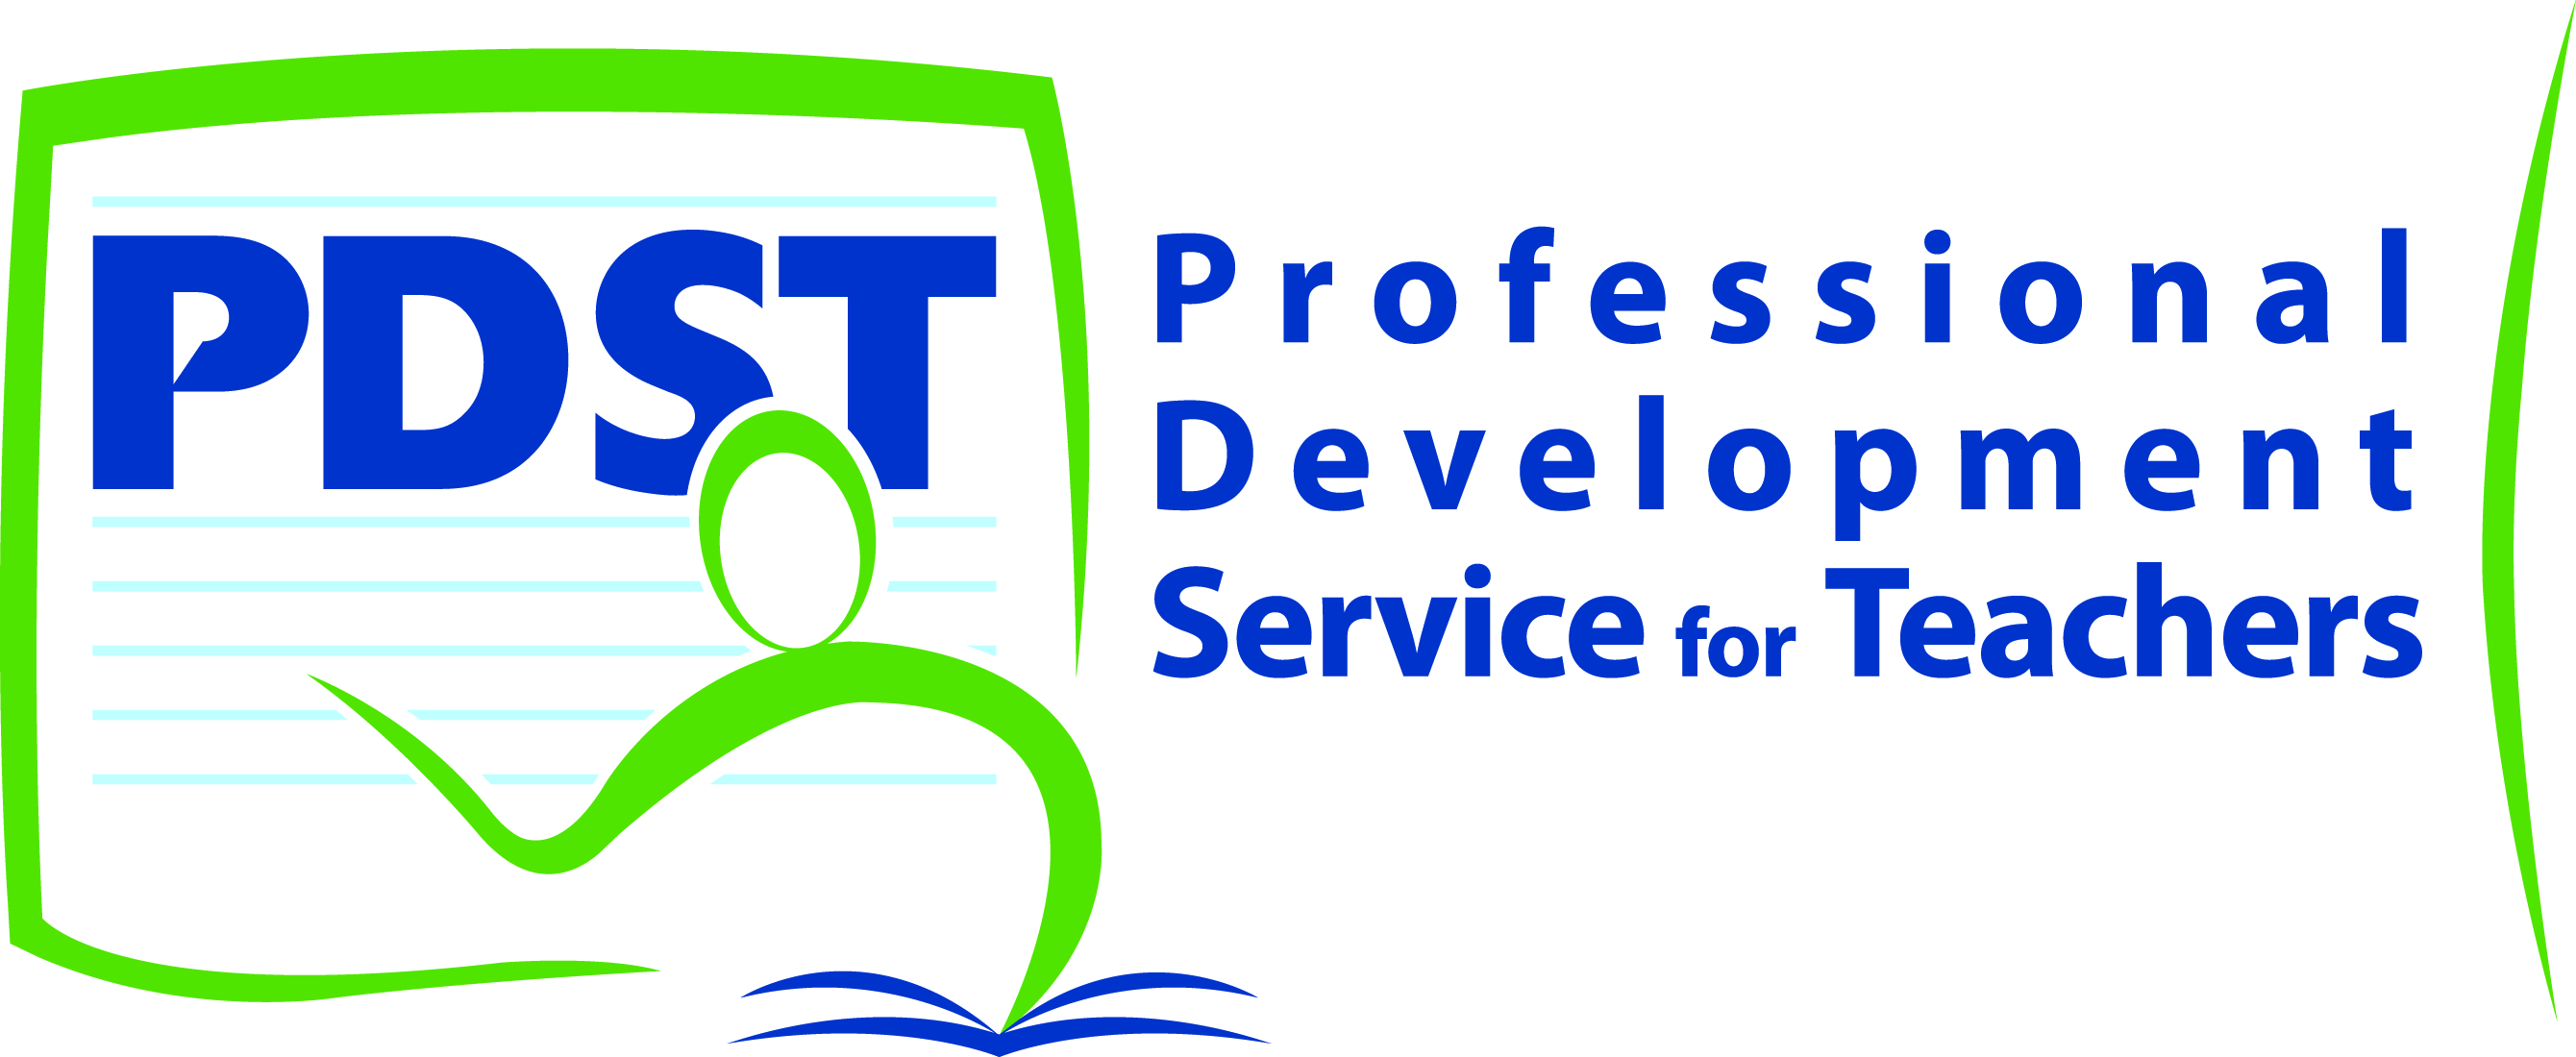 PDST
Professional
Development
Service for Teachers